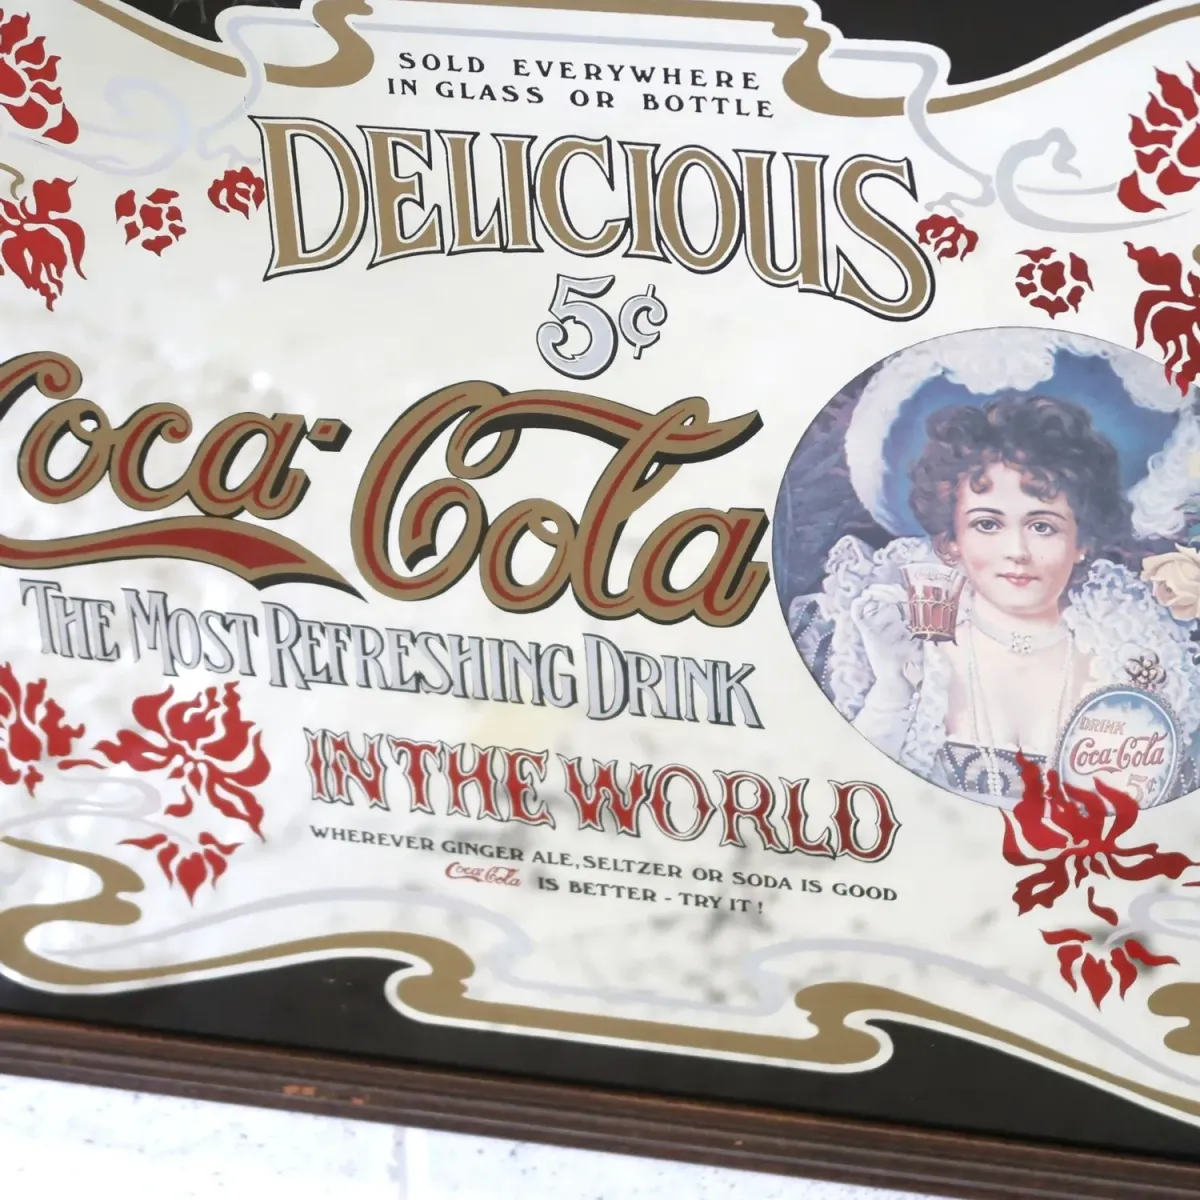 SOLD EVERYWHERE
IN GLASS OR BOTTLE
DELICIOUS
5¢
Coca-Cola
THE MOST REFRESHING DRINK
IN THE WORLD
WHEREVER GINGER ALE, SELTZER OR SODA IS GOOD
Coca-Cola IS BETTER - TRY IT!
DRINK
Coca-Cola
5¢